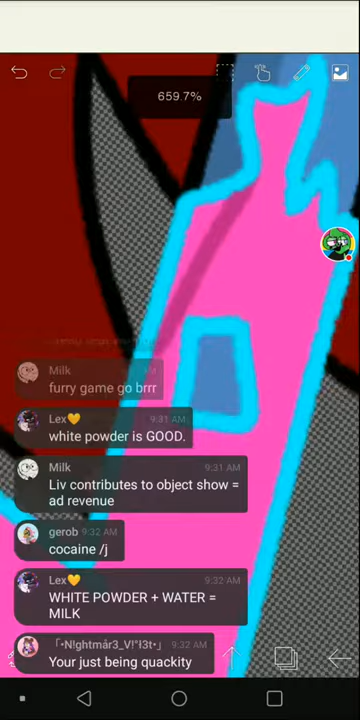 659.7%
Milk
furry game go brrr
Lex💛 9:31 AM
white powder is GOOD.
Milk 9:31 AM
Liv contributes to object show =
ad revenue
gerob 9:32 AM
cocaine /j
Lex💛 9:32 AM
WHITE POWDER + WATER =
MILK
「•N!ghtmår3_V!°l3t•」 9:32 AM
Your just being quackity